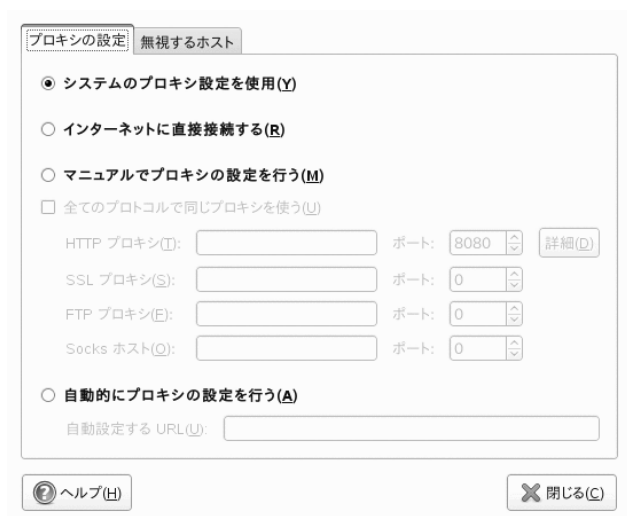 プロキシの設定 無視するホスト
システムのプロキシ設定を使用(Y)
インターネットに直接接続する(R)
マニュアルでプロキシの設定を行う(M)
全てのプロトコルで同じプロキシを使う(U)
HTTP プロキシ(T): ポート: 8080 詳細(D)
SSL プロキシ(S): ポート: 0
FTP プロキシ(F): ポート: 0
Socks ホスト(O): ポート: 0
自動的にプロキシの設定を行う(A)
自動設定する URL(U):
ヘルプ(H) 閉じる(C)